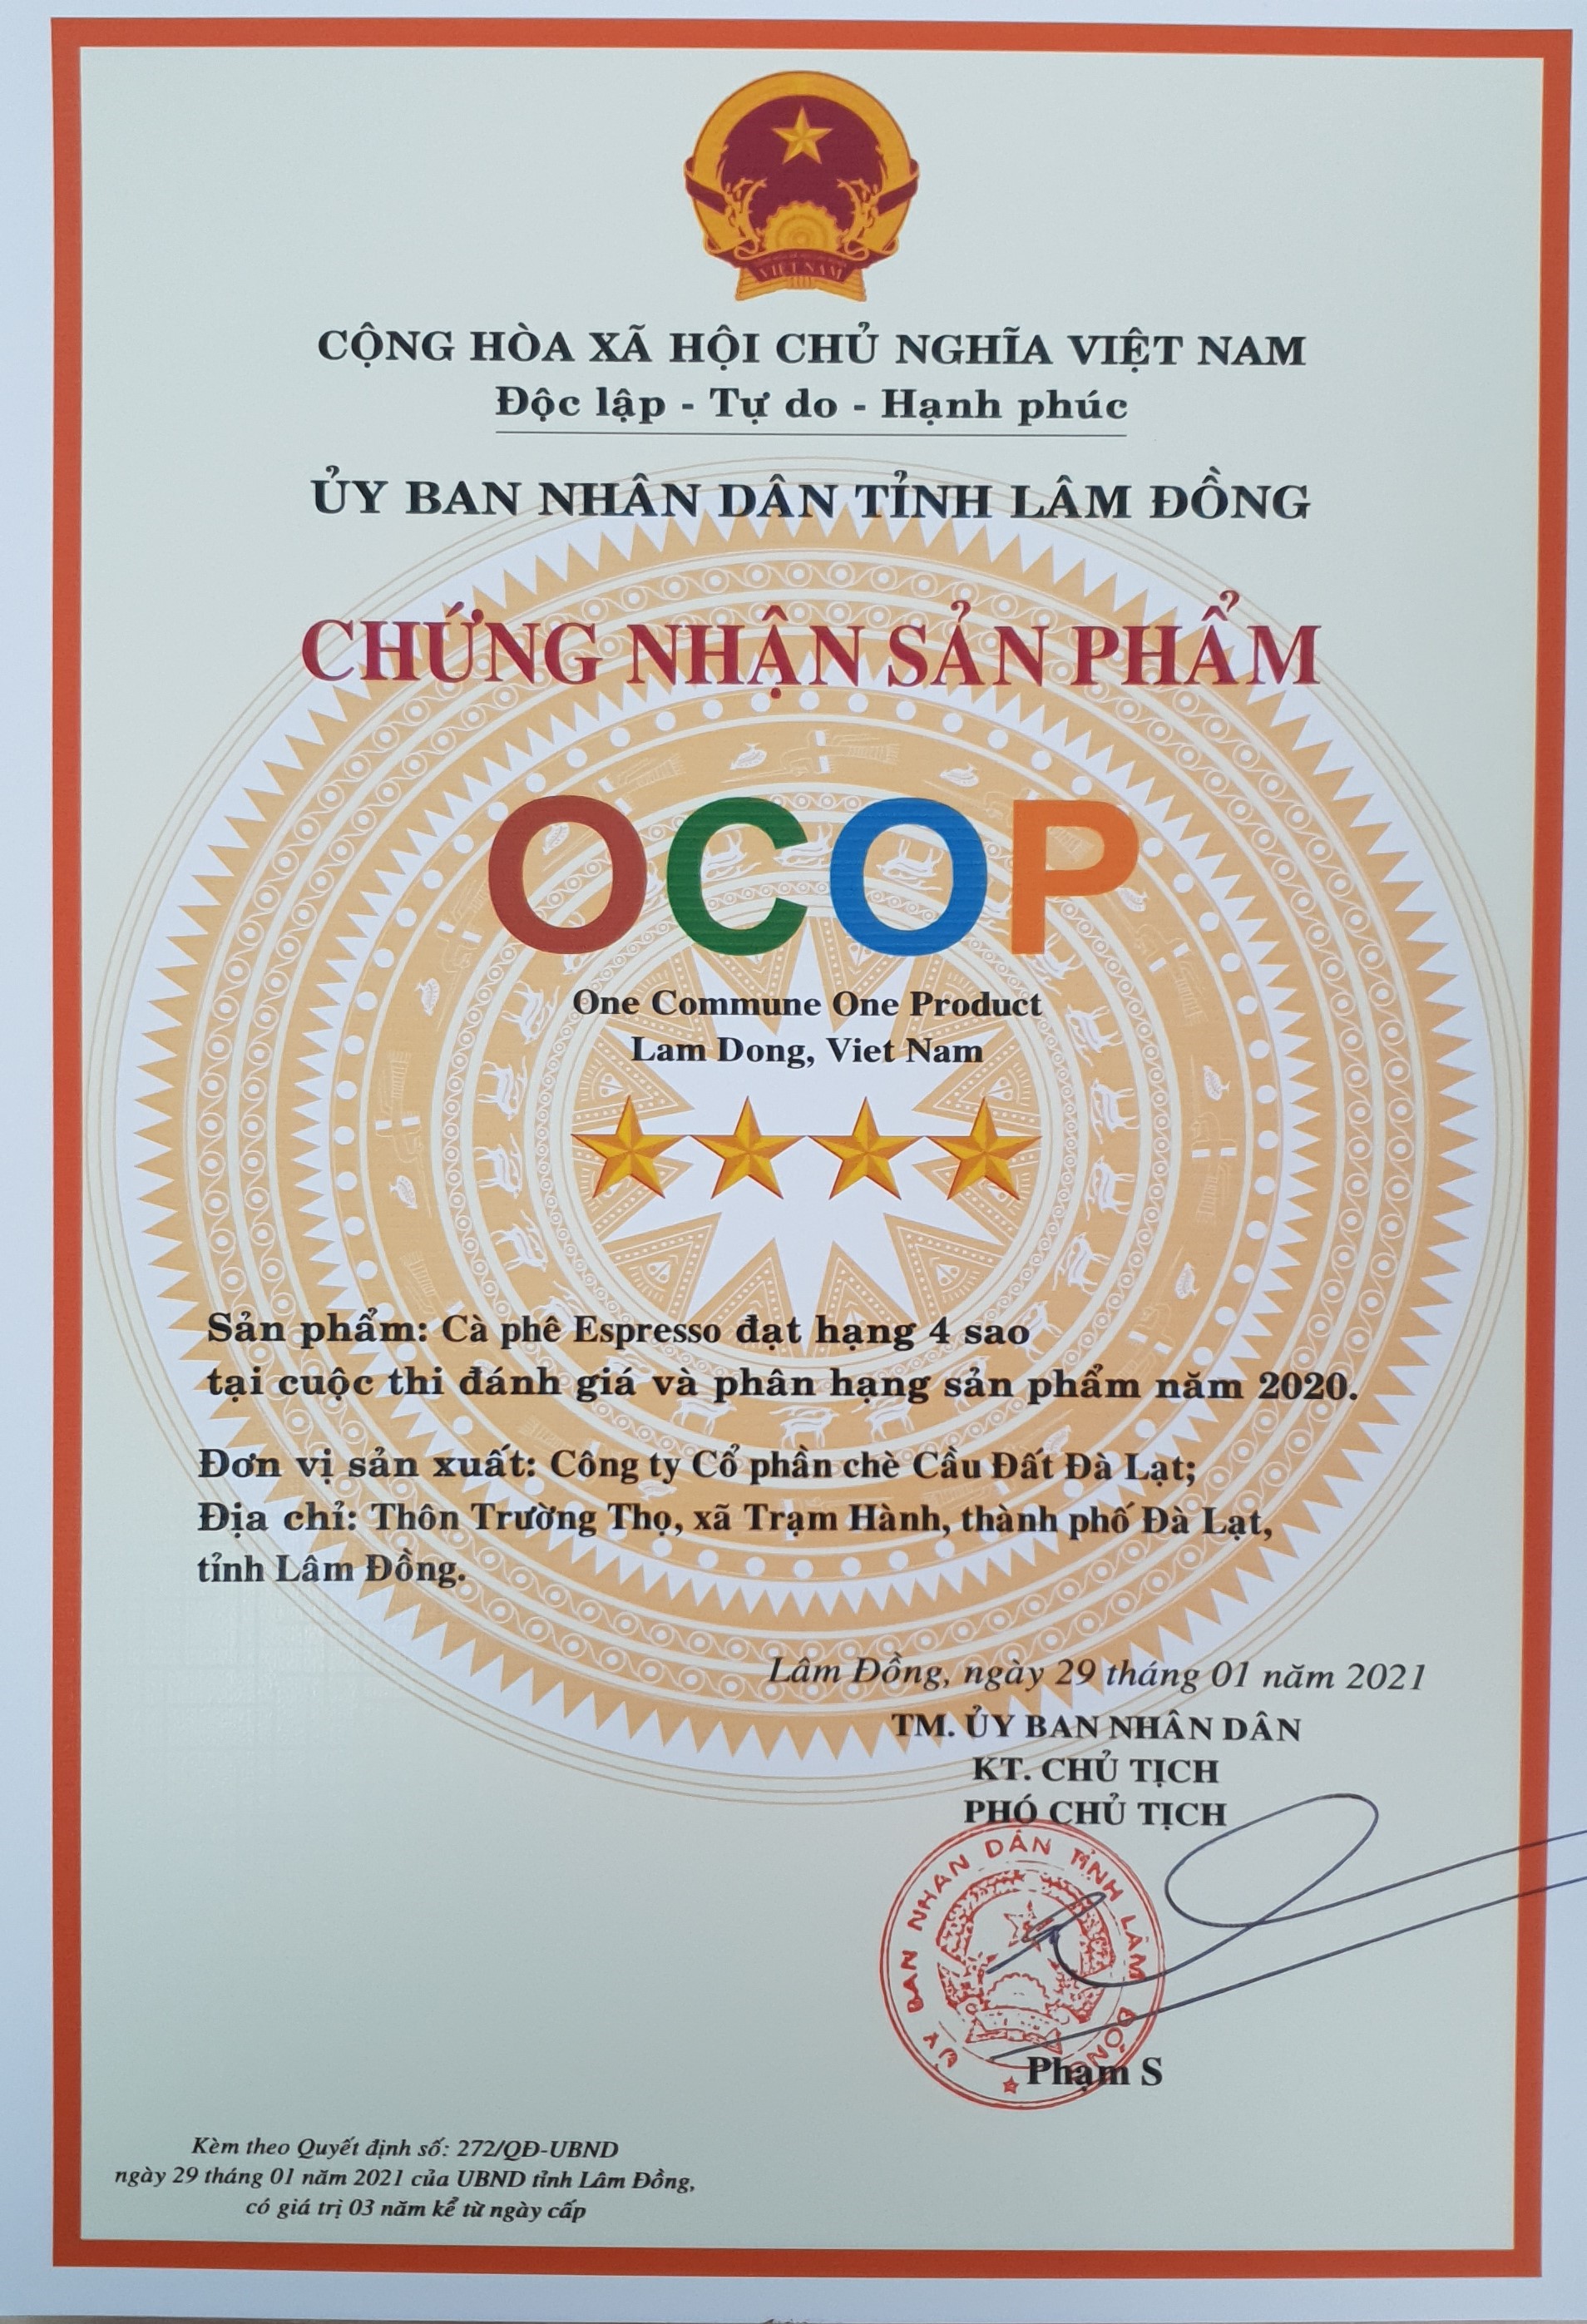 VIỆT NAM
CỘNG HÒA XÃ HỘI CHỦ NGHĨA VIỆT NAM
Độc lập - Tự do - Hạnh phúc
ỦY BAN NHÂN DÂN TỈNH LÂM ĐỒNG
CHỨNG NHẬN SẢN PHẨM
OCOP
One Commune One Product
Lam Dong, Viet Nam
Sản phẩm: Cà phê Espresso đạt hạng 4 sao
tại cuộc thi đánh giá và phân hạng sản phẩm năm 2020.
Đơn vị sản xuất: Công ty Cổ phần chè Cầu Đất Đà Lạt;
Địa chỉ: Thôn Trường Thọ, xã Trạm Hành, thành phố Đà Lạt,
tỉnh Lâm Đồng.
Lâm Đồng, ngày 29 tháng 01 năm 2021
TM. ỦY BAN NHÂN DÂN
KT. CHỦ TỊCH
PHÓ CHỦ TỊCH
ỦY BAN NHÂN DÂN TỈNH LÂM ĐỒNG
Phạm S
Kèm theo Quyết định số: 272/QĐ-UBND
ngày 29 tháng 01 năm 2021 của UBND tỉnh Lâm Đồng,
có giá trị 03 năm kể từ ngày cấp